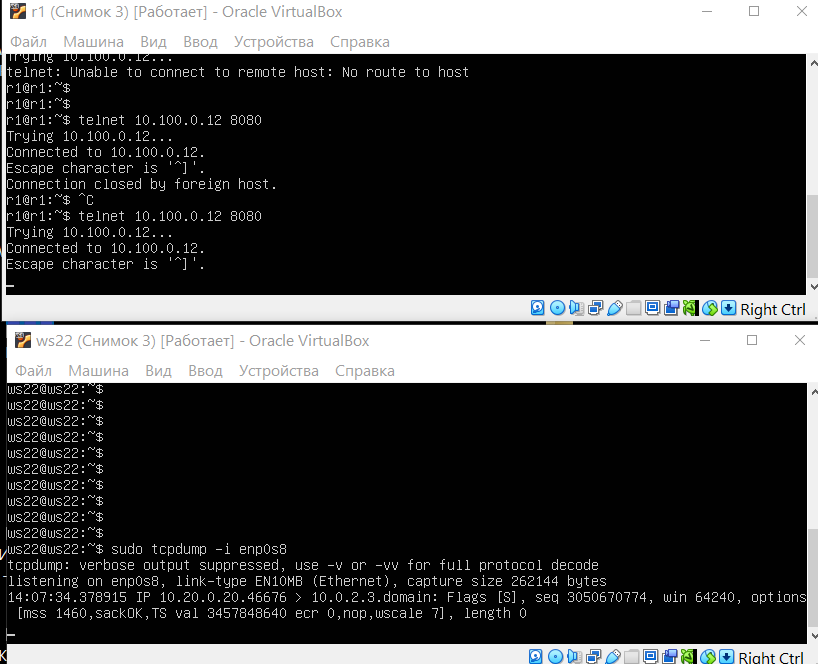 r1 (Снимок 3) [Работает] - Oracle VirtualBox
Файл Машина Вид Ввод Устройства Справка
Trying 10.100.0.12...
telnet: Unable to connect to remote host: No route to host
r1@r1:~$
r1@r1:~$
r1@r1:~$ telnet 10.100.0.12 8080
Trying 10.100.0.12...
Connected to 10.100.0.12.
Escape character is '^]'.
Connection closed by foreign host.
r1@r1:~$ ^C
r1@r1:~$ telnet 10.100.0.12 8080
Trying 10.100.0.12...
Connected to 10.100.0.12.
Escape character is '^]'.
Right Ctrl
ws22 (Снимок 3) [Работает] - Oracle VirtualBox
Файл Машина Вид Ввод Устройства Справка
ws22@ws22:~$
ws22@ws22:~$
ws22@ws22:~$
ws22@ws22:~$
ws22@ws22:~$
ws22@ws22:~$
ws22@ws22:~$
ws22@ws22:~$
ws22@ws22:~$
ws22@ws22:~$
ws22@ws22:~$ sudo tcpdump -i enp0s8
tcpdump: verbose output suppressed, use -v or -vv for full protocol decode
listening on enp0s8, link-type EN10MB (Ethernet), capture size 262144 bytes
14:07:34.378915 IP 10.20.0.20.46676 > 10.0.2.3.domain: Flags [S], seq 3050670774, win 64240, options
[mss 1460,sackOK,TS val 3457848640 ecr 0,nop,wscale 7], length 0
Right Ctrl